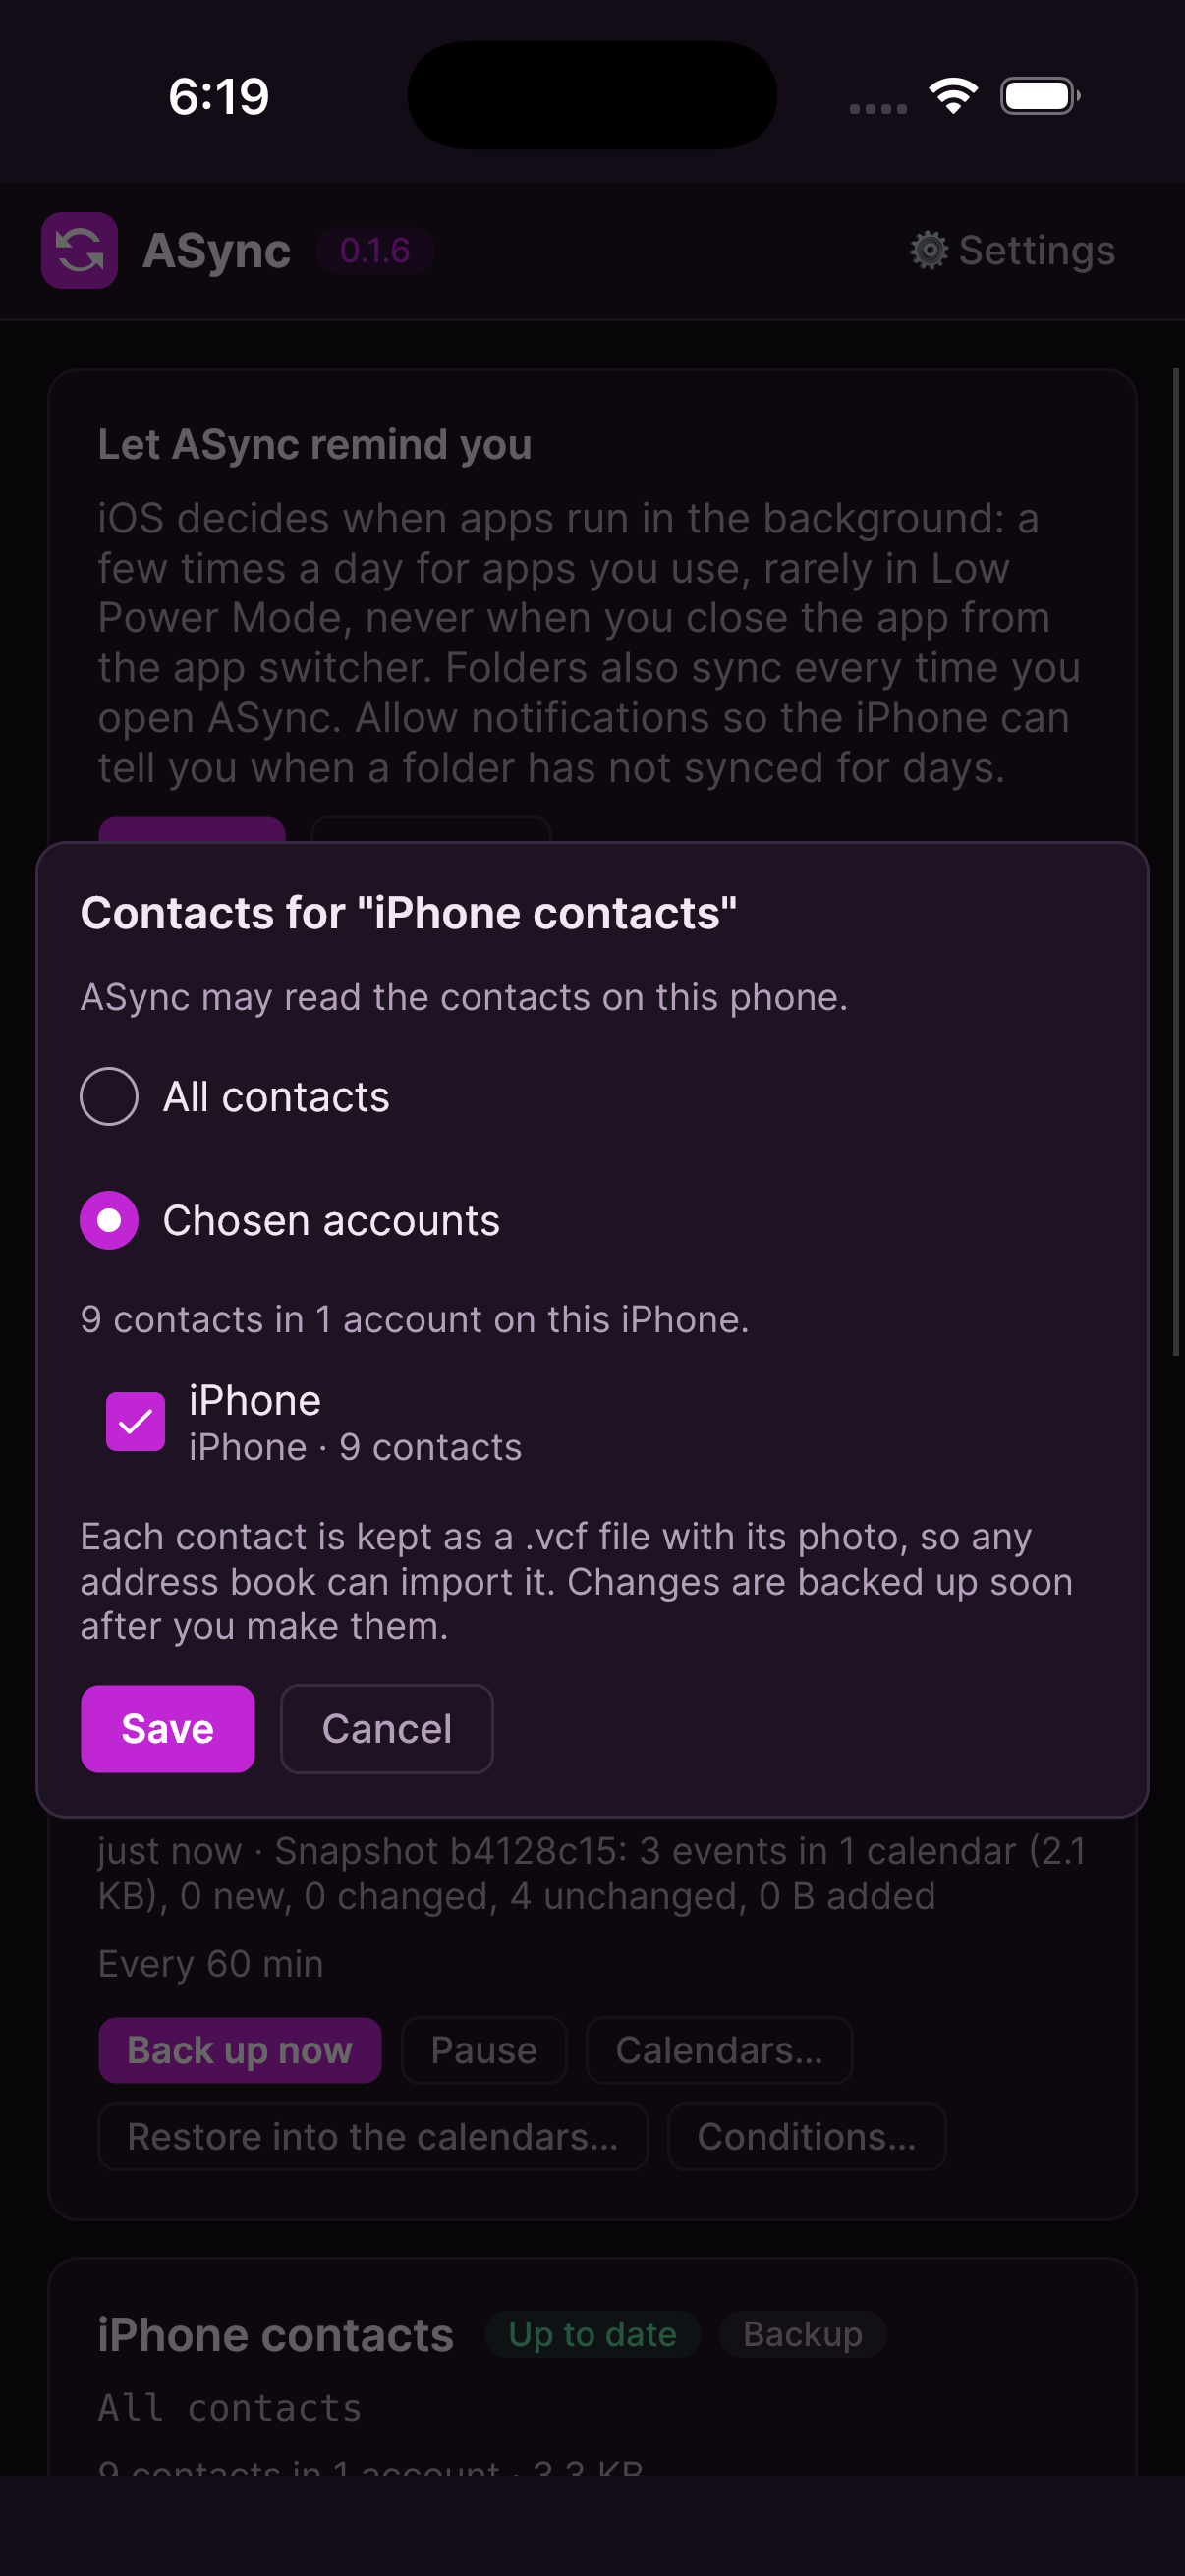 6:19
ASync 0.1.6 Settings
Let ASync remind you
iOS decides when apps run in the background: a
few times a day for apps you use, rarely in Low
Power Mode, never when you close the app from
the app switcher. Folders also sync every time you
open ASync. Allow notifications so the iPhone can
tell you when a folder has not synced for days.
Contacts for "iPhone contacts"
ASync may read the contacts on this phone.
All contacts
Chosen accounts
9 contacts in 1 account on this iPhone.
iPhone
iPhone · 9 contacts
Each contact is kept as a .vcf file with its photo, so any
address book can import it. Changes are backed up soon
after you make them.
Save Cancel
just now · Snapshot b4128c15: 3 events in 1 calendar (2.1
KB), 0 new, 0 changed, 4 unchanged, 0 B added
Every 60 min
Back up now Pause Calendars...
Restore into the calendars... Conditions...
iPhone contacts Up to date Backup
All contacts
9 contacts in 1 account · 3.3 KB